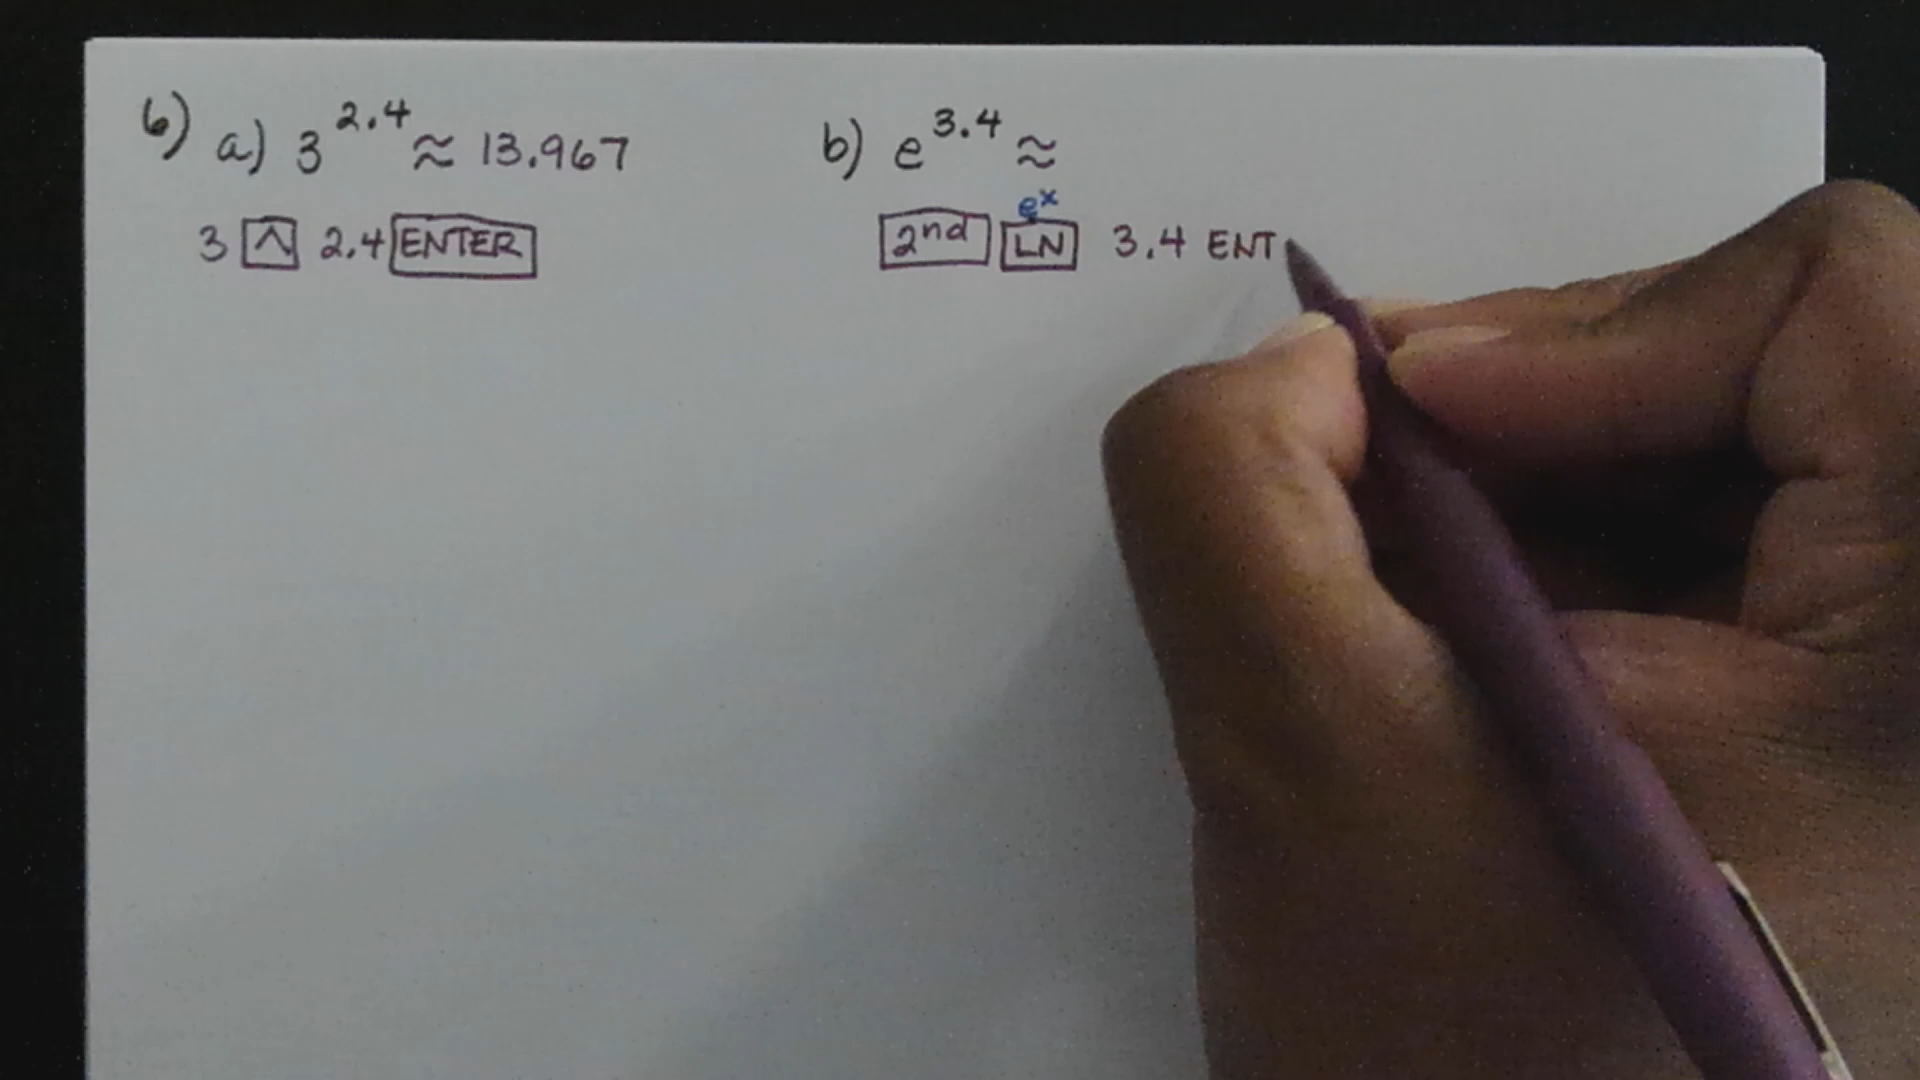 6) a) 3^2.4 ≈ 13.967
3 ^ 2.4 ENTER
b) e^3.4 ≈
e^x
2nd LN 3.4 ENT